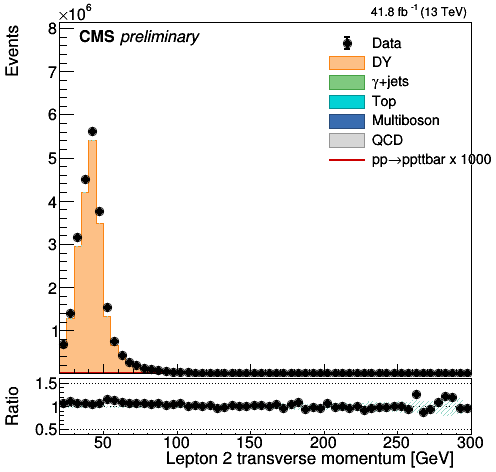 ×10⁶
41.8 fb⁻¹ (13 TeV)
CMS preliminary
Events
8
7
6
5
4
3
2
1
Data
DY
γ+jets
Top
Multiboson
QCD
pp→ppttbar x 1000
Ratio
1.5
1
0.5
50 100 150 200 250 300
Lepton 2 transverse momentum [GeV]